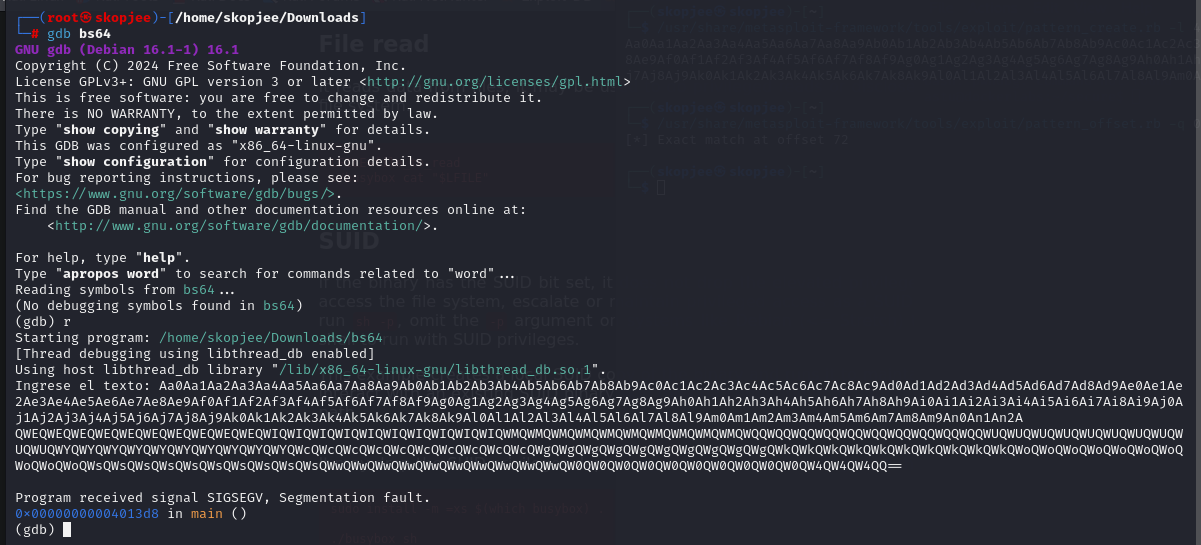 ┌──(root㉿skopjee)-[/home/skopjee/Downloads]
└─# gdb bs64
GNU gdb (Debian 16.1-1) 16.1
Copyright (C) 2024 Free Software Foundation, Inc.
License GPLv3+: GNU GPL version 3 or later <http://gnu.org/licenses/gpl.html>
This is free software: you are free to change and redistribute it.
There is NO WARRANTY, to the extent permitted by law.
Type "show copying" and "show warranty" for details.
This GDB was configured as "x86_64-linux-gnu".
Type "show configuration" for configuration details.
For bug reporting instructions, please see:
<https://www.gnu.org/software/gdb/bugs/>.
Find the GDB manual and other documentation resources online at:
    <http://www.gnu.org/software/gdb/documentation/>.

For help, type "help".
Type "apropos word" to search for commands related to "word"...
Reading symbols from bs64...
(No debugging symbols found in bs64)
(gdb) r
Starting program: /home/skopjee/Downloads/bs64
[Thread debugging using libthread_db enabled]
Using host libthread_db library "/lib/x86_64-linux-gnu/libthread_db.so.1".
Ingrese el texto: Aa0Aa1Aa2Aa3Aa4Aa5Aa6Aa7Aa8Aa9Ab0Ab1Ab2Ab3Ab4Ab5Ab6Ab7Ab8Ab9Ac0Ac1Ac2Ac3Ac4Ac5Ac6Ac7Ac8Ac9Ad0Ad1Ad2Ad3Ad4Ad5Ad6Ad7Ad8Ad9Ae0Ae1Ae
2Ae3Ae4Ae5Ae6Ae7Ae8Ae9Af0Af1Af2Af3Af4Af5Af6Af7Af8Af9Ag0Ag1Ag2Ag3Ag4Ag5Ag6Ag7Ag8Ag9Ah0Ah1Ah2Ah3Ah4Ah5Ah6Ah7Ah8Ah9Ai0Ai1Ai2Ai3Ai4Ai5Ai6Ai7Ai8Ai9Aj0A
j1Aj2Aj3Aj4Aj5Aj6Aj7Aj8Aj9Ak0Ak1Ak2Ak3Ak4Ak5Ak6Ak7Ak8Ak9Al0Al1Al2Al3Al4Al5Al6Al7Al8Al9Am0Am1Am2Am3Am4Am5Am6Am7Am8Am9An0An1An2A
QWEQWEQWEQWEQWEQWEQWEQWEQWEQWEQWIQWIQWIQWIQWIQWIQWIQWIQWIQWIQWMQWMQWMQWMQWMQWMQWMQWMQWMQWMQWQQWQQWQQWQQWQQWQQWQQWQQWQQWQQWUQWUQWUQWUQWUQWUQWUQWUQW
UQWUQWYQWYQWYQWYQWYQWYQWYQWYQWYQWYQWcQWcQWcQWcQWcQWcQWcQWcQWcQWcQWgQWgQWgQWgQWgQWgQWgQWgQWgQWgQWkQWkQWkQWkQWkQWkQWkQWkQWkQWkQWoQWoQWoQWoQWoQWoQWoQ
WoQWoQWoQWsQWsQWsQWsQWsQWsQWsQWsQWsQWsQWwQWwQWwQWwQWwQWwQWwQWwQWwQWwQW0QW0QW0QW0QW0QW0QW0QW0QW0QW0QW4QW4QW4QQ==

Program received signal SIGSEGV, Segmentation fault.
0x00000000004013d8 in main ()
(gdb)
File read
[*] Exact match at offset 72
SUID
If the binary has the SUID bit set, it
access the file system, escalate or
omit the argument or
run with SUID privileges.